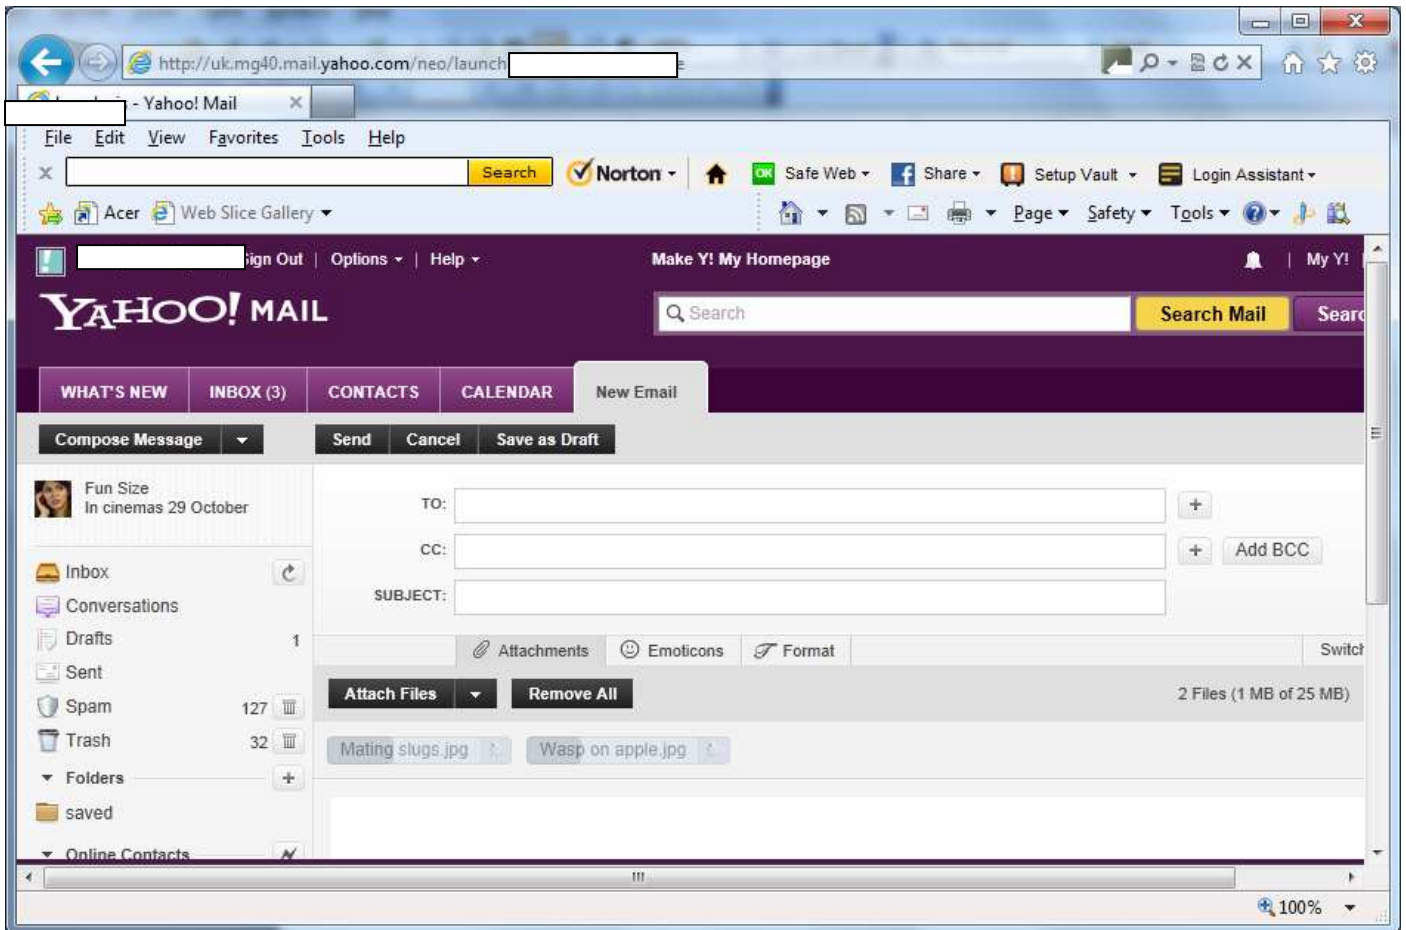 http://uk.mg40.mail.yahoo.com/neo/launch
- Yahoo! Mail
File Edit View Favorites Tools Help
Search Norton OK Safe Web Share Setup Vault Login Assistant
Acer Web Slice Gallery Page Safety Tools
Sign Out | Options | Help Make Y! My Homepage | My Y!
YAHOO! MAIL Search Search Mail
WHAT'S NEW INBOX (3) CONTACTS CALENDAR New Email
Compose Message Send Cancel Save as Draft
Fun Size
In cinemas 29 October
TO:
CC: Add BCC
SUBJECT:
Inbox
Conversations
Drafts 1
Sent
Spam 127
Trash 32
Folders
saved
Online Contacts
Attachments Emoticons Format
Attach Files Remove All 2 Files (1 MB of 25 MB)
Mating slugs.jpg Wasp on apple.jpg
100%